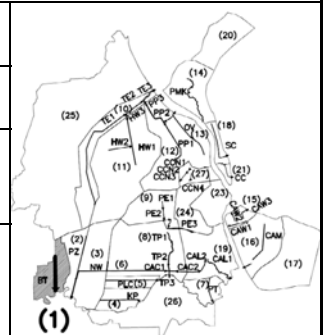 (20)
(14)
PMK
(25)
TE1 (10) TE2 TE3
HW3 PP3
PP2
OV (13)
(18)
SC
HW2 HW1
PP1
(12)
(11)
CCN1
CCN2
CCN3
(27)
CCN4
(21)
CC
(9) PE1
(23)
(15)
CAW3
PE2
(24)
CAW1
PE3
(16)
CAM
(2)
PZ
(8)
TP1
(3)
(19)
CAL2
CAL1
TP2
(17)
NW
(6)
CAC1
CAC2
BT
PLC (5)
TP3
(7)
PT
KP
(4)
(26)
(1)